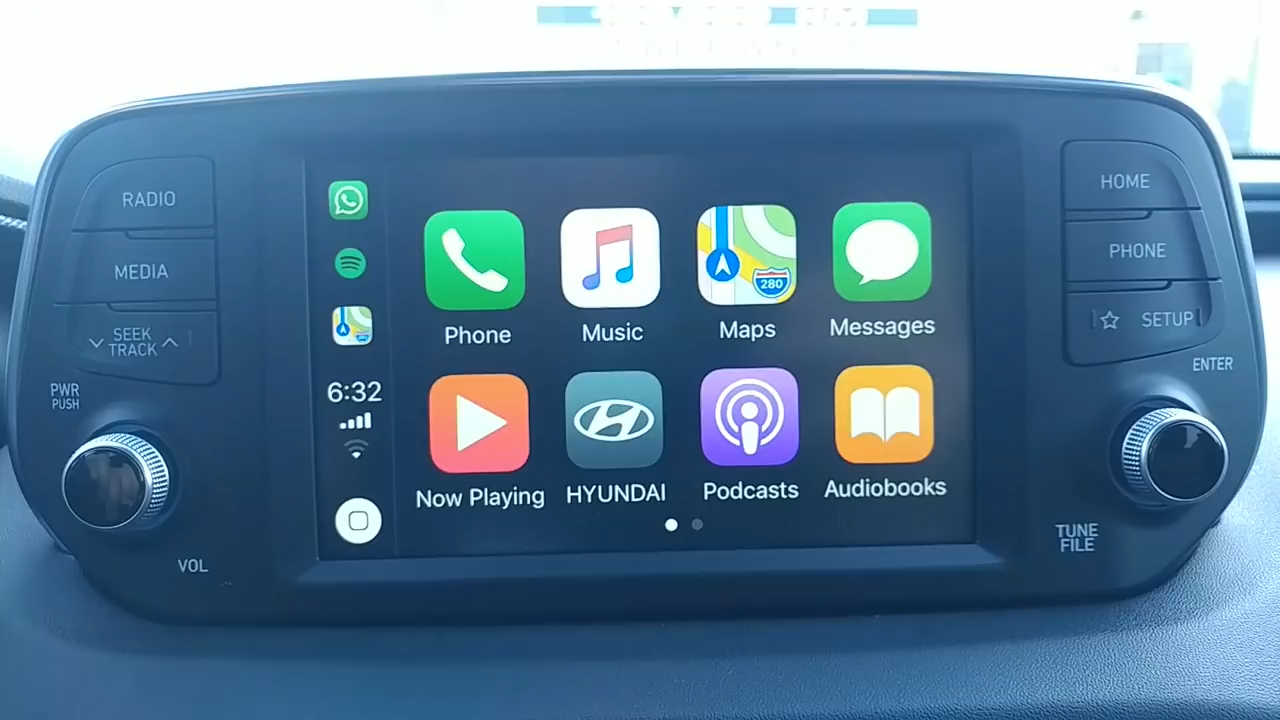 RADIO
MEDIA
SEEK
TRACK
PWR
PUSH
VOL
6:32
Phone
Music
280
Maps
Messages
Now Playing
HYUNDAI
Podcasts
Audiobooks
HOME
PHONE
SETUP
ENTER
TUNE
FILE